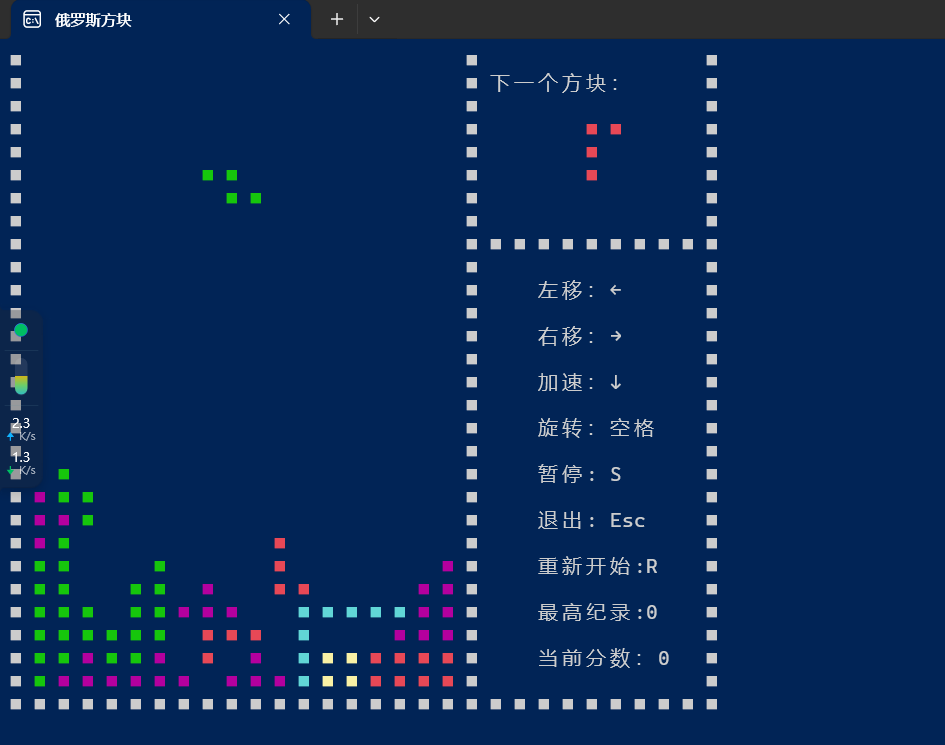 俄罗斯方块
下一个方块:
左移: ←
右移: →
加速: ↓
旋转: 空格
暂停: S
退出: Esc
重新开始:R
最高纪录:0
当前分数: 0
2.3
K/s
1.3
K/s